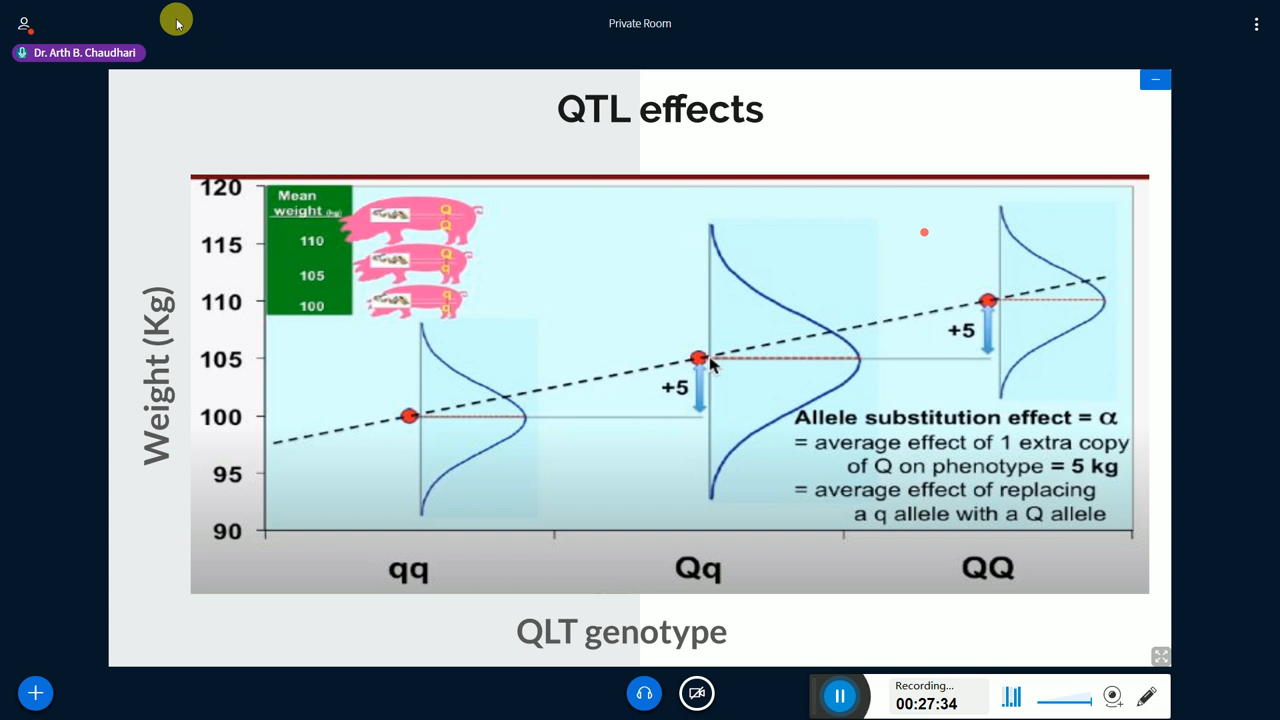 Private Room
Dr. Arth B. Chaudhari
QTL effects
Weight (Kg)
120
115
110
105
100
95
90
Mean
weight (kg)
110
105
100
Q
Q
Q
q
q
q
+5
+5
Allele substitution effect = α
= average effect of 1 extra copy
of Q on phenotype = 5 kg
= average effect of replacing
a q allele with a Q allele
qq
Qq
QQ
QLT genotype
Recording...
00:27:34